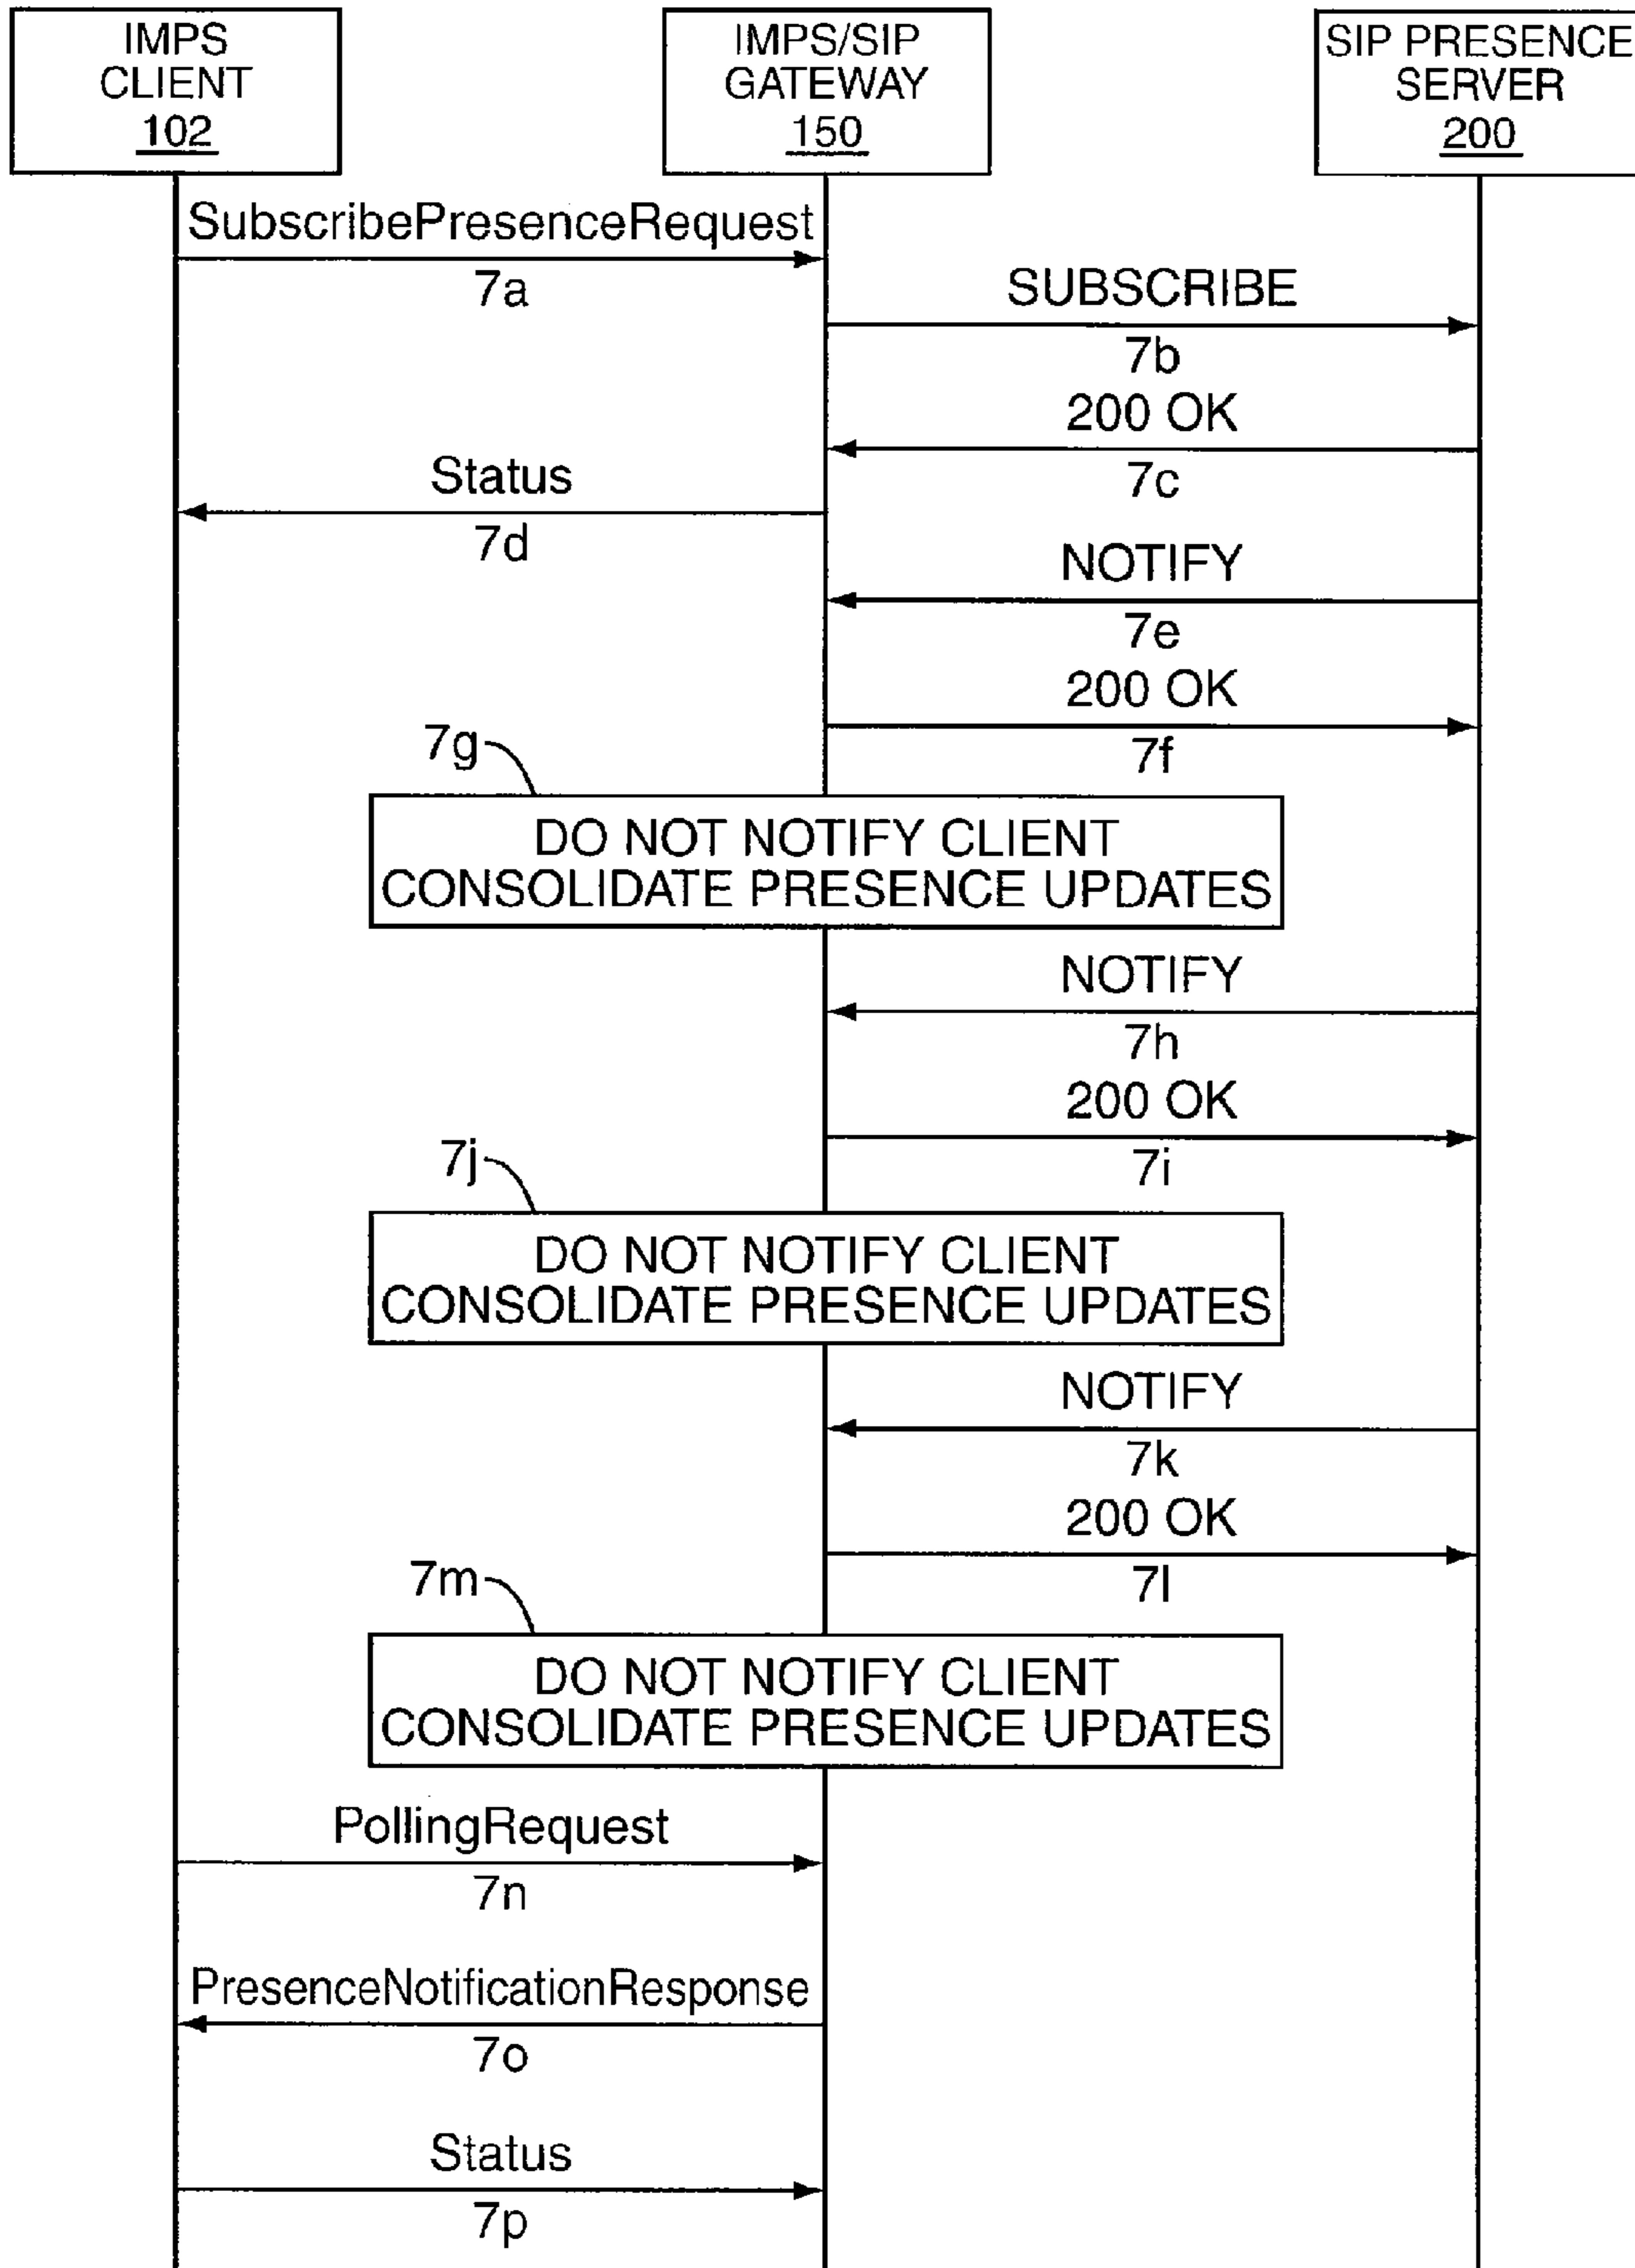 IMPS
CLIENT
102
IMPS/SIP
GATEWAY
150
SIP PRESENCE
SERVER
200
SubscribePresenceRequest
7a
SUBSCRIBE
7b
200 OK
7c
Status
7d
NOTIFY
7e
200 OK
7f
7g
DO NOT NOTIFY CLIENT
CONSOLIDATE PRESENCE UPDATES
NOTIFY
7h
200 OK
7i
7j
DO NOT NOTIFY CLIENT
CONSOLIDATE PRESENCE UPDATES
NOTIFY
7k
200 OK
7l
7m
DO NOT NOTIFY CLIENT
CONSOLIDATE PRESENCE UPDATES
PollingRequest
7n
PresenceNotificationResponse
7o
Status
7p